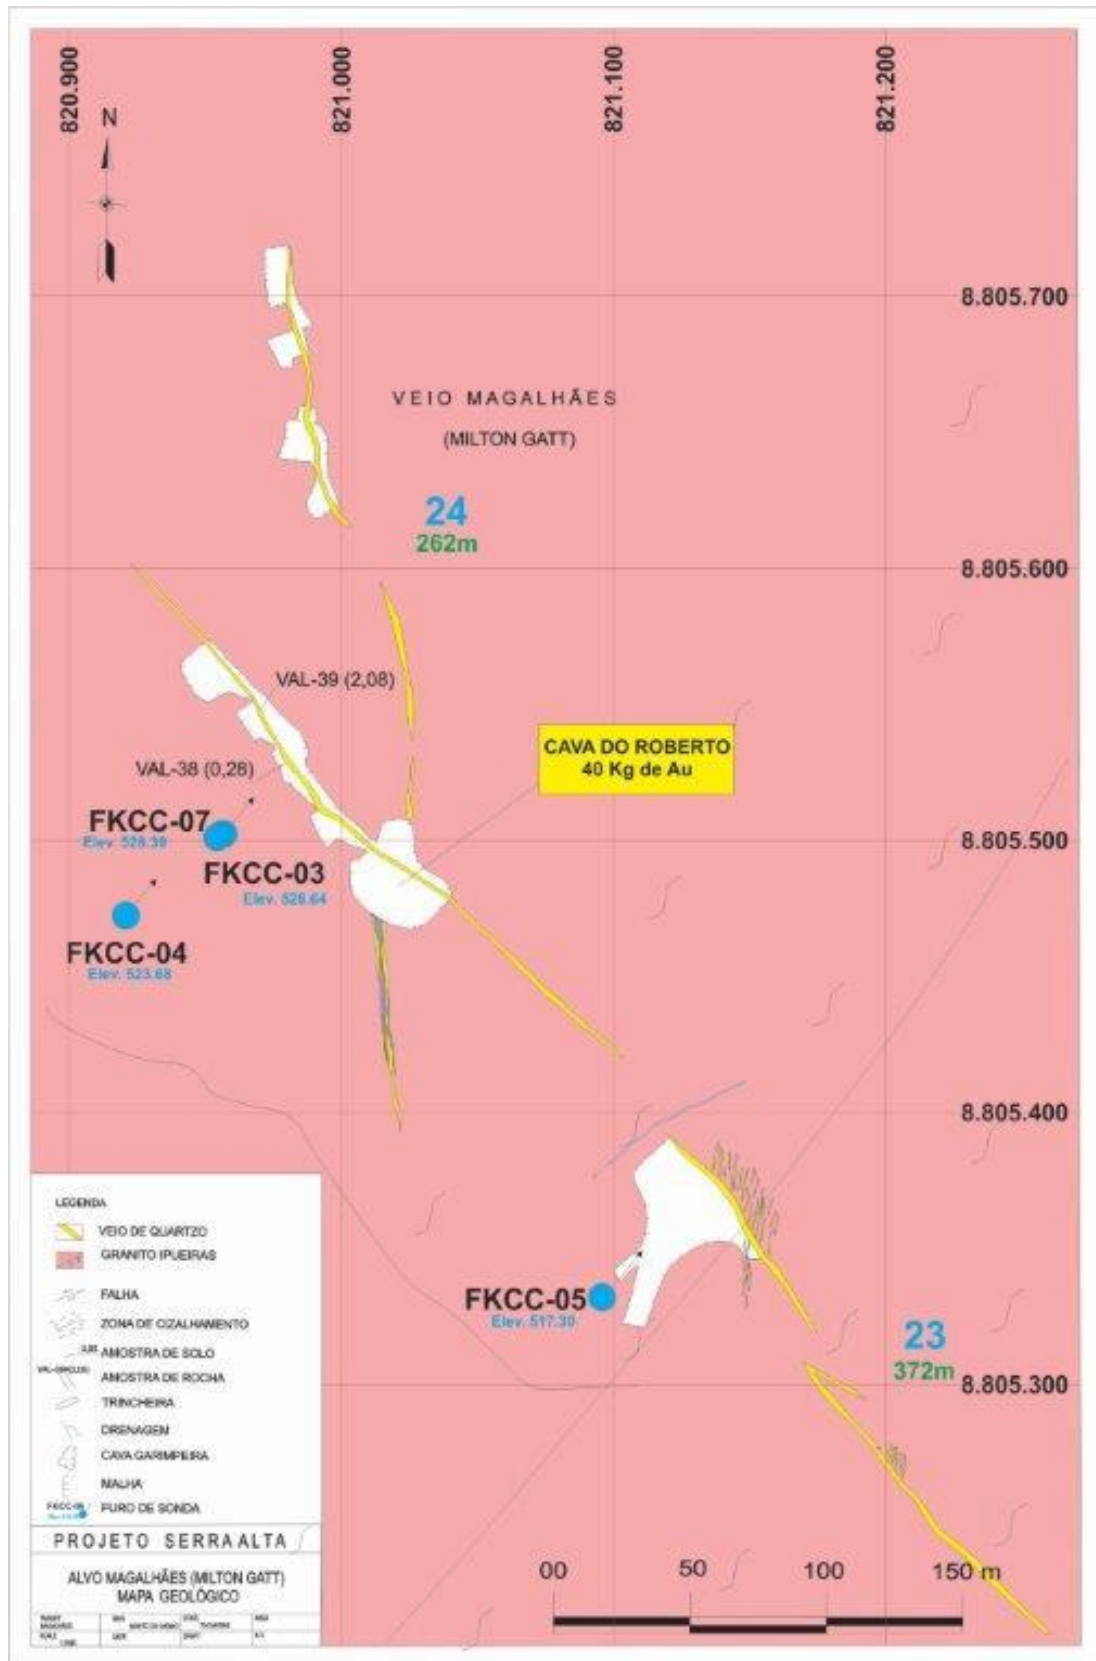 820.900
821.000
821.100
821.200
N
8.805.700
VEIO MAGALHÃES
(MILTON GATT)
24
262m
8.805.600
VAL-39 (2,08)
CAVA DO ROBERTO
40 Kg de Au
VAL-38 (0,28)
FKCC-07
Elev. 528.39
8.805.500
FKCC-03
Elev. 526.64
FKCC-04
Elev. 523.68
8.805.400
FKCC-05
Elev. 517.30
23
372m
8.805.300
LEGENDA
VEIO DE QUARTZO
GRANITO IPUEIRAS
FALHA
ZONA DE CIZALHAMENTO
AMOSTRA DE SOLO
AMOSTRA DE ROCHA
TRINCHEIRA
DRENAGEM
CAVA GARIMPEIRA
MALHA
FURO DE SONDA
PROJETO SERRA ALTA
ALVO MAGALHÃES (MILTON GATT)
MAPA GEOLÓGICO
00 50 100 150 m